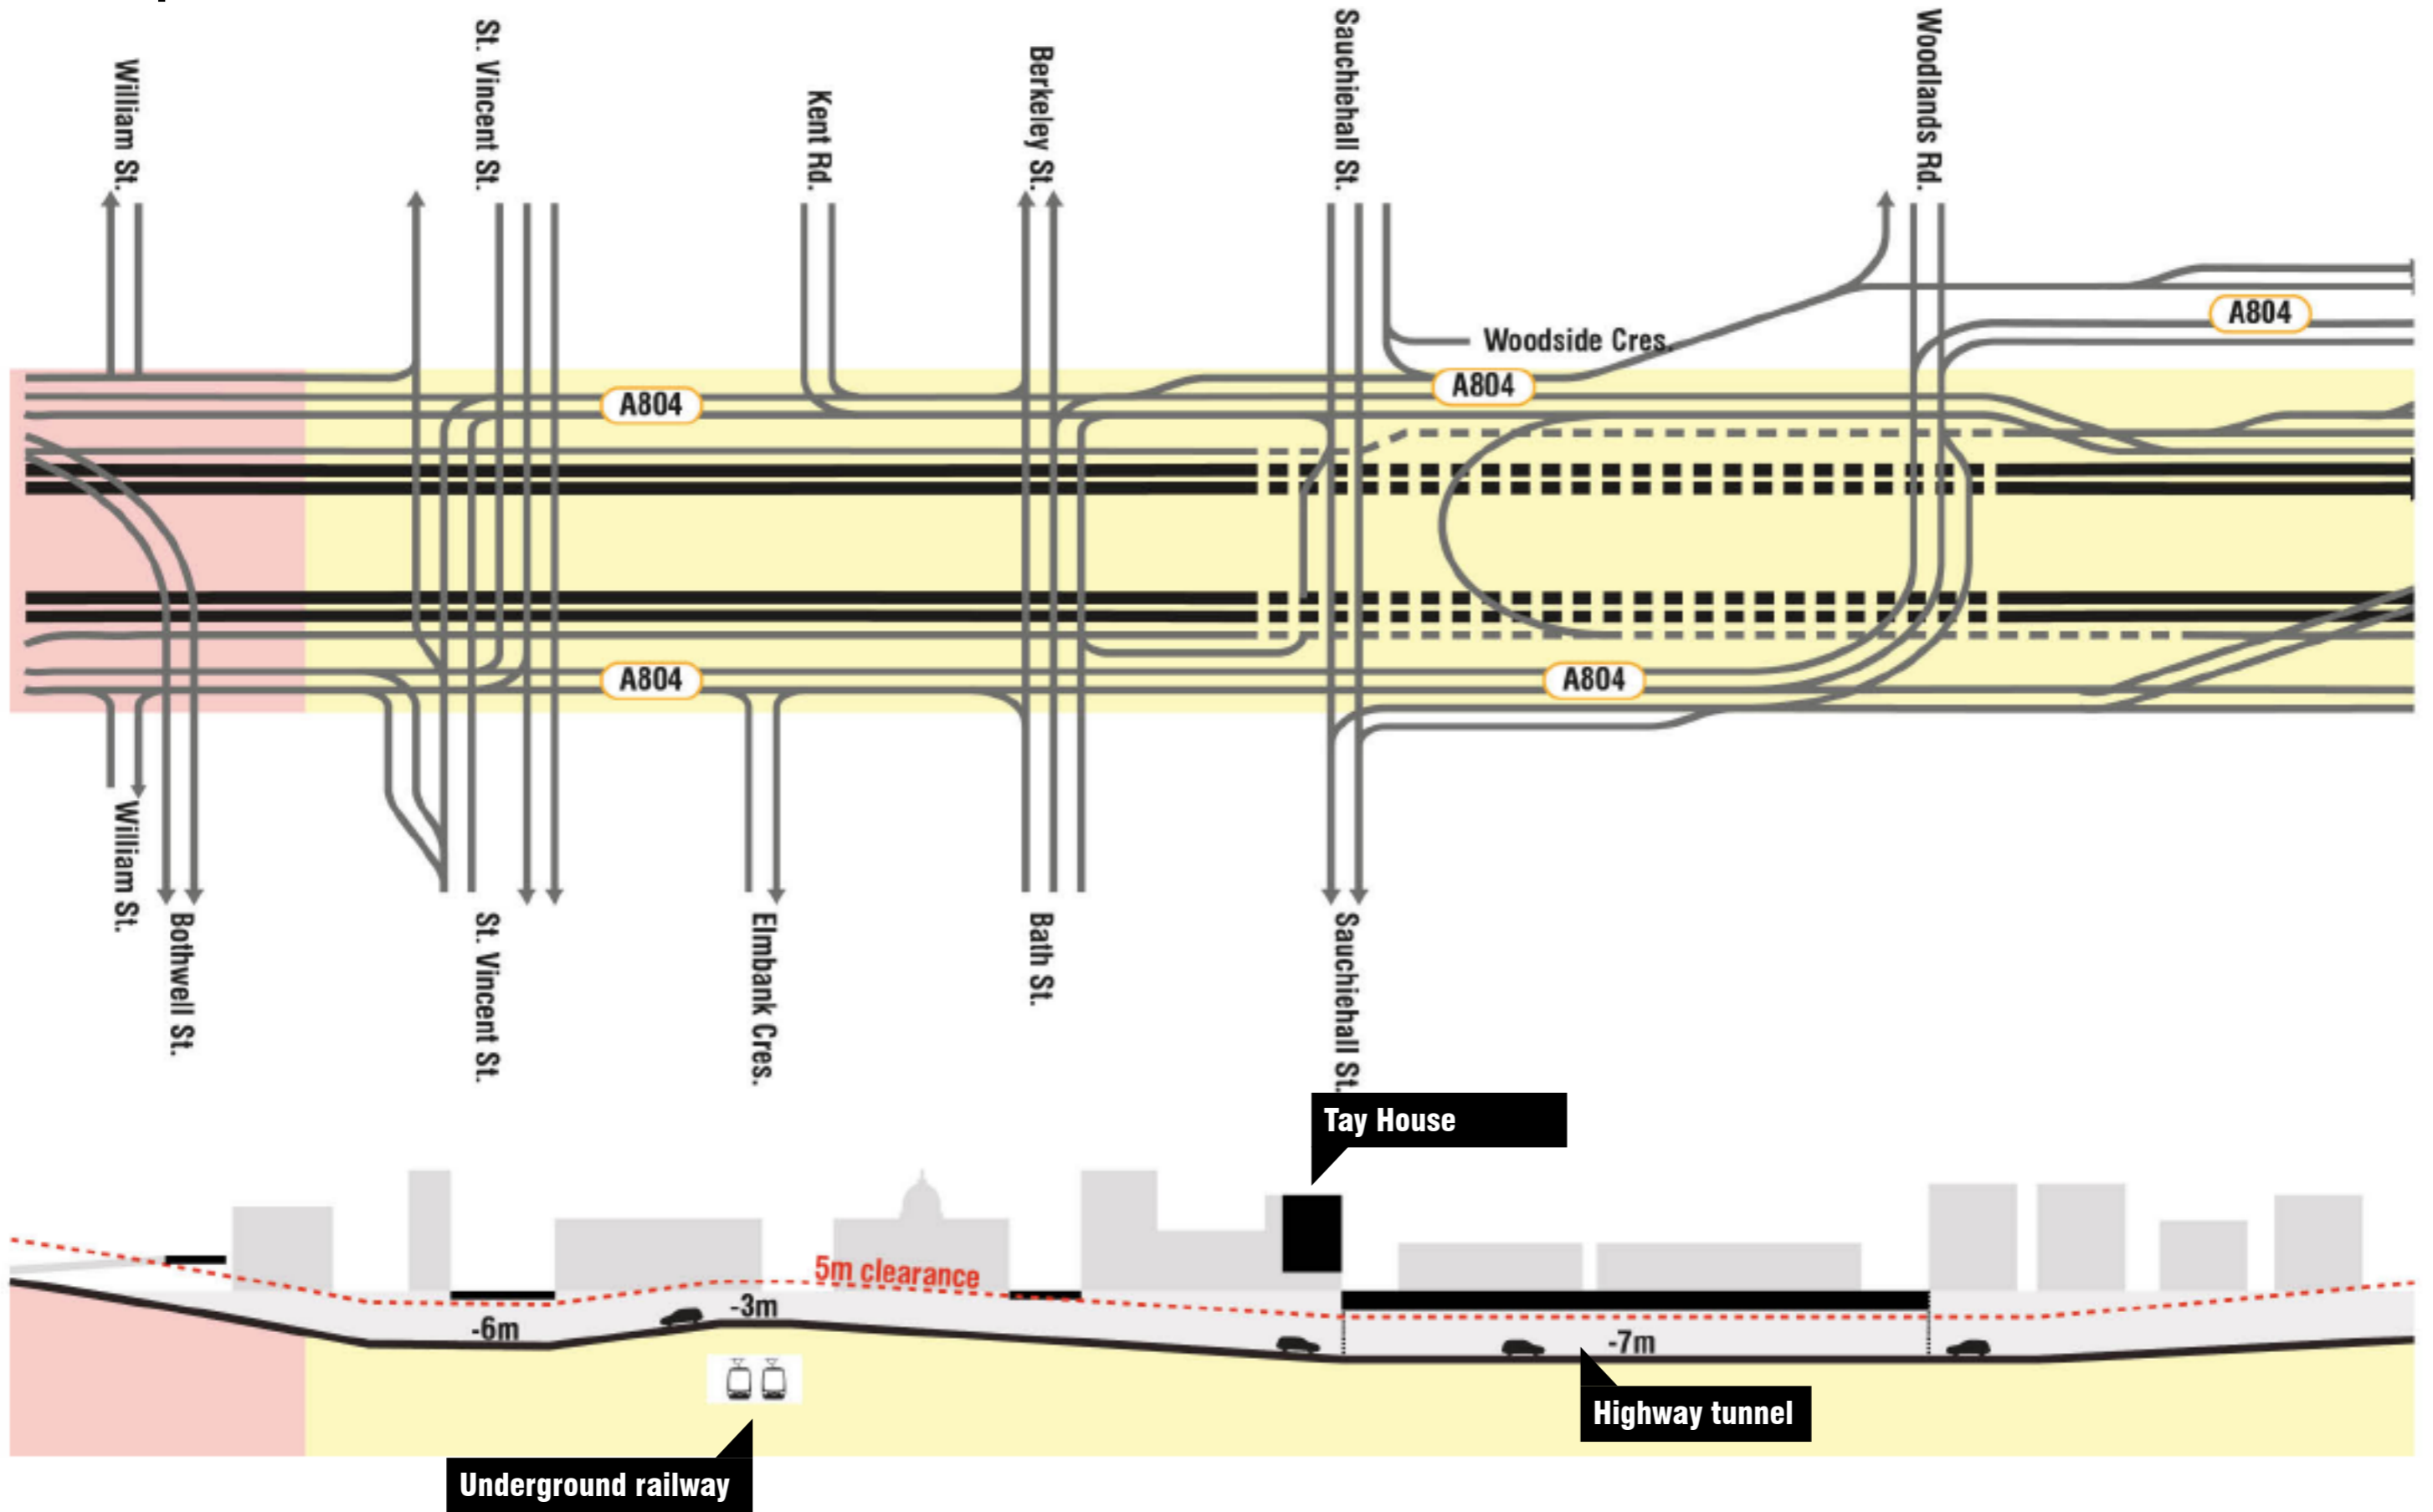 William St.
St. Vincent St.
Kent Rd.
Berkeley St.
Sauchiehall St.
Woodlands Rd.
A804
Woodside Cres.
A804
A804
A804
A804
William St.
Bothwell St.
St. Vincent St.
Elmbank Cres.
Bath St.
Sauchiehall St.
Tay House
5m clearance
-3m
-6m
-7m
Highway tunnel
Underground railway